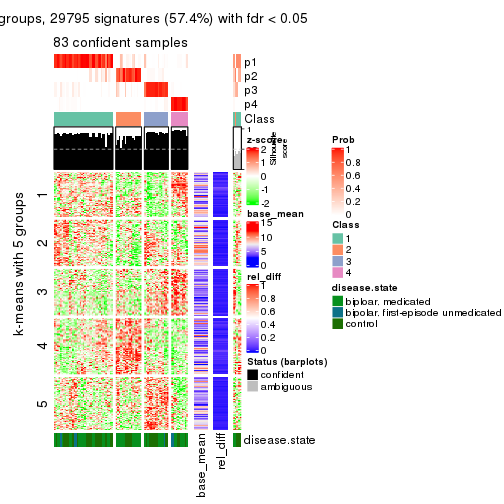 groups, 29795 signatures (57.4%) with fdr < 0.05
83 confident samples
p1
p2
p3
p4
Class
1
Silhouette
score
k-means with 5 groups
1
2
3
4
5
z-score
2
1
0
-1
-2
base_mean
15
10
5
0
rel_diff
1
0.8
0.6
0.4
0.2
0
Status (barplots)
confident
ambiguous
Prob
1
0.8
0.6
0.4
0.2
0
Class
1
2
3
4
disease.state
bipolar. medicated
bipolar. first-episode unmedicated
control
disease.state
base_mean
rel_diff